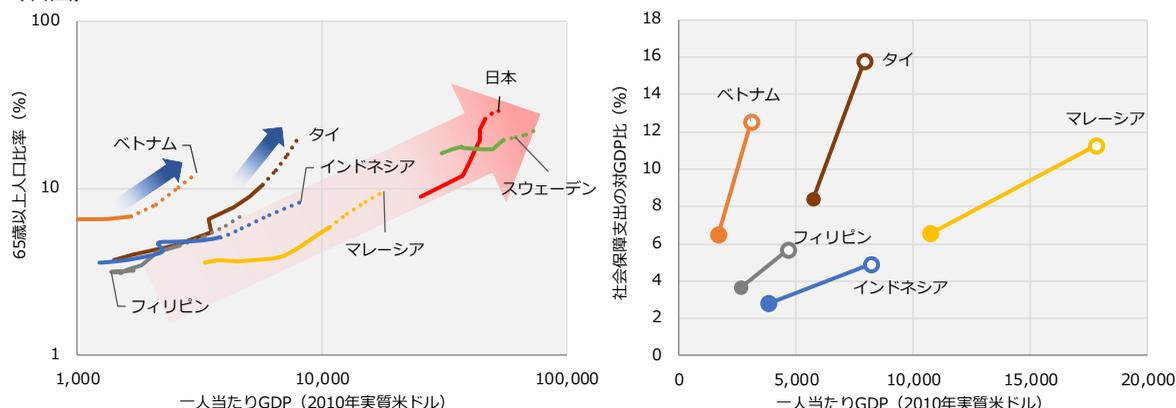 65歳以上人口比率（%）
100
10
1
1,000
10,000
100,000
一人当たりGDP（2010年実質米ドル）
日本
ベトナム
タイ
インドネシア
スウェーデン
マレーシア
フィリピン
社会保障支出の対GDP比（%）
18
16
14
12
10
8
6
4
2
0
0
5,000
10,000
15,000
20,000
一人当たりGDP（2010年実質米ドル）
タイ
ベトナム
マレーシア
フィリピン
インドネシア